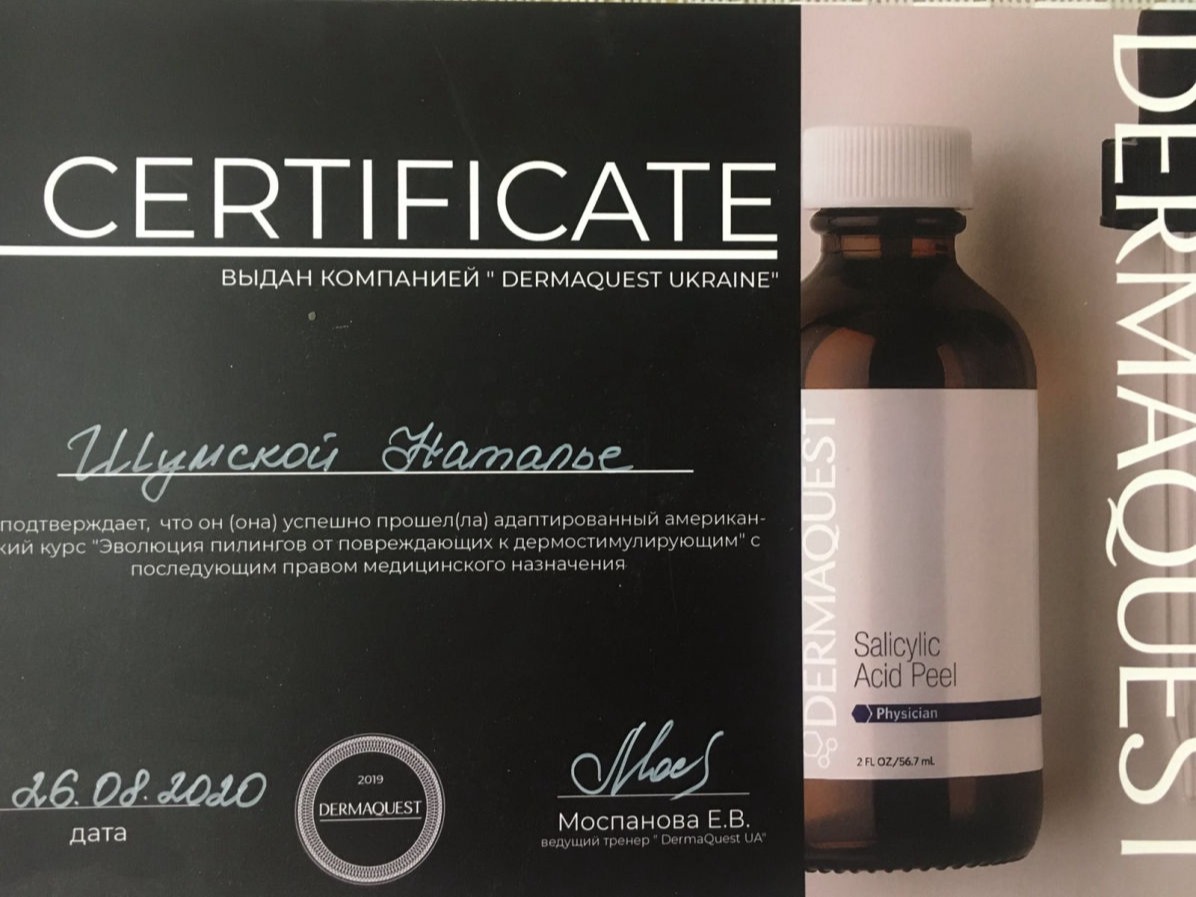 CERTIFICATE
ВЫДАН КОМПАНИЕЙ " DERMAQUEST UKRAINE"
Шумской Наталье
подтверждает, что он (она) успешно прошел(ла) адаптированный американ-
кий курс "Эволюция пилингов от повреждающих к дермостимулирующим" с
последующим правом медицинского назначения
26.08.2020
дата
2019
DERMAQUEST
Моспанова Е.В.
ведущий тренер " DermaQuest UA"
DERMAQUEST
Salicylic
Acid Peel
Physician
2 FL OZ/56.7 mL
DERMAQUEST